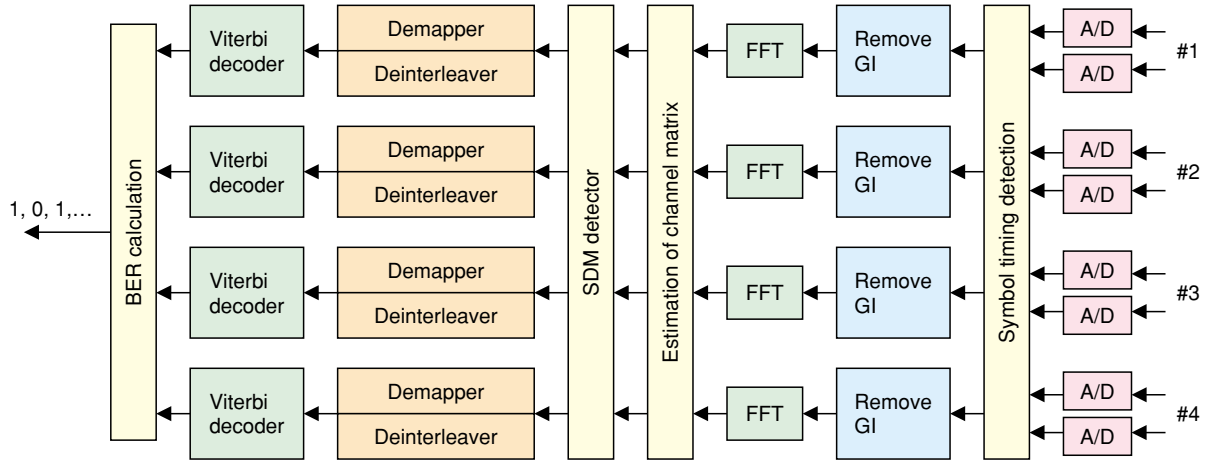 Viterbi
decoder
Demapper
Deinterleaver
FFT
Remove
GI
A/D
A/D
#1
Viterbi
decoder
Demapper
Deinterleaver
FFT
Remove
GI
A/D
A/D
#2
1, 0, 1,…
BER calculation
SDM detector
Estimation of channel matrix
Symbol timing detection
Viterbi
decoder
Demapper
Deinterleaver
FFT
Remove
GI
A/D
A/D
#3
Viterbi
decoder
Demapper
Deinterleaver
FFT
Remove
GI
A/D
A/D
#4